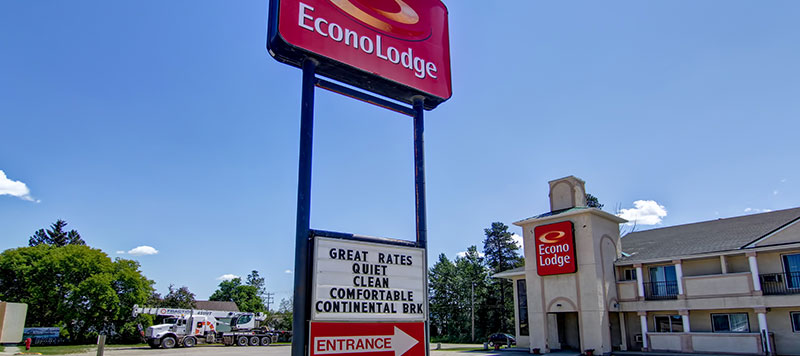 EconoLodge
GREAT RATES
QUIET
CLEAN
COMFORTABLE
CONTINENTAL BRK
ENTRANCE
Econo
Lodge